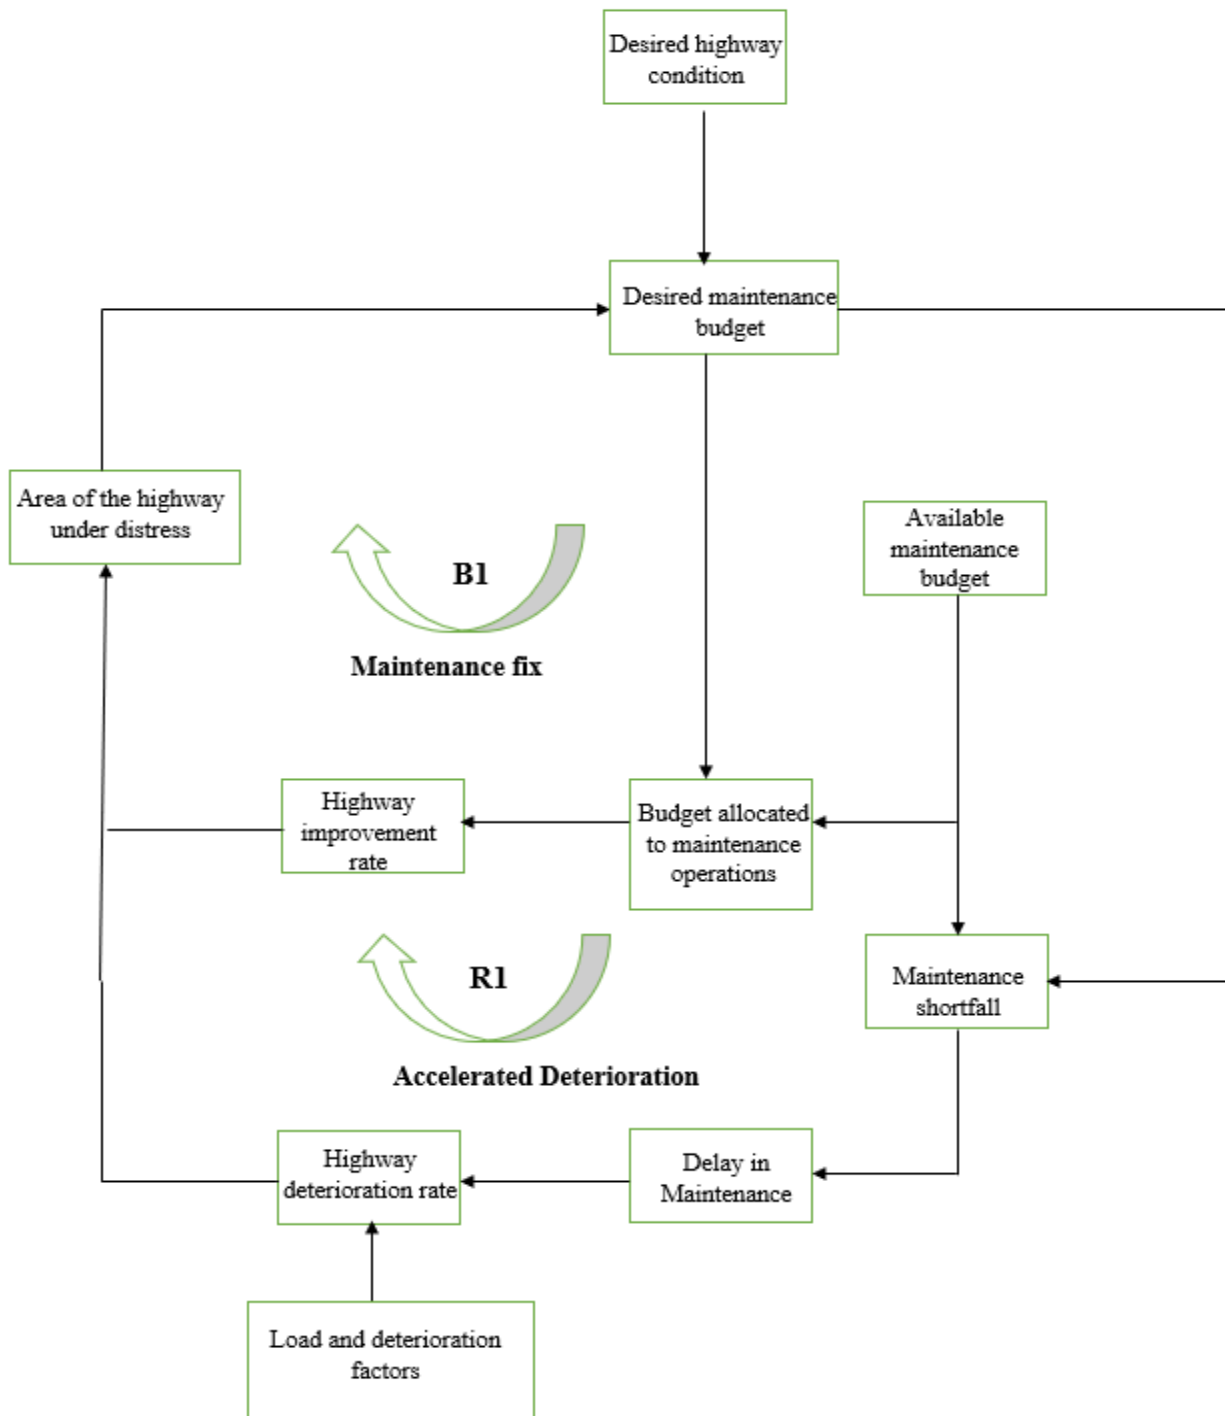 Desired highway
condition
Desired maintenance
budget
Area of the highway
under distress
Available
maintenance
budget
B1
Maintenance fix
Highway
improvement
rate
Budget allocated
to maintenance
operations
R1
Maintenance
shortfall
Accelerated Deterioration
Highway
deterioration rate
Delay in
Maintenance
Load and deterioration
factors